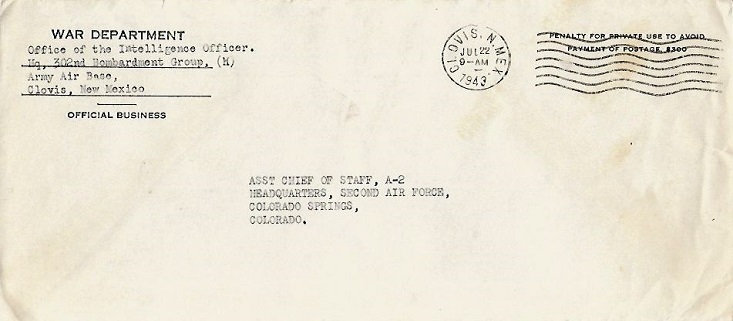 WAR DEPARTMENT
Office of the Intelligence Officer.
Hq, 302nd Bombardment Group, (H)
Army Air Base,
Clovis, New Mexico
OFFICIAL BUSINESS
CLOVIS, N. MEX.
JUL 22
9-AM
1943
PENALTY FOR PRIVATE USE TO AVOID
PAYMENT OF POSTAGE, $300
ASST CHIEF OF STAFF, A-2
HEADQUARTERS, SECOND AIR FORCE,
COLORADO SPRINGS,
COLORADO.